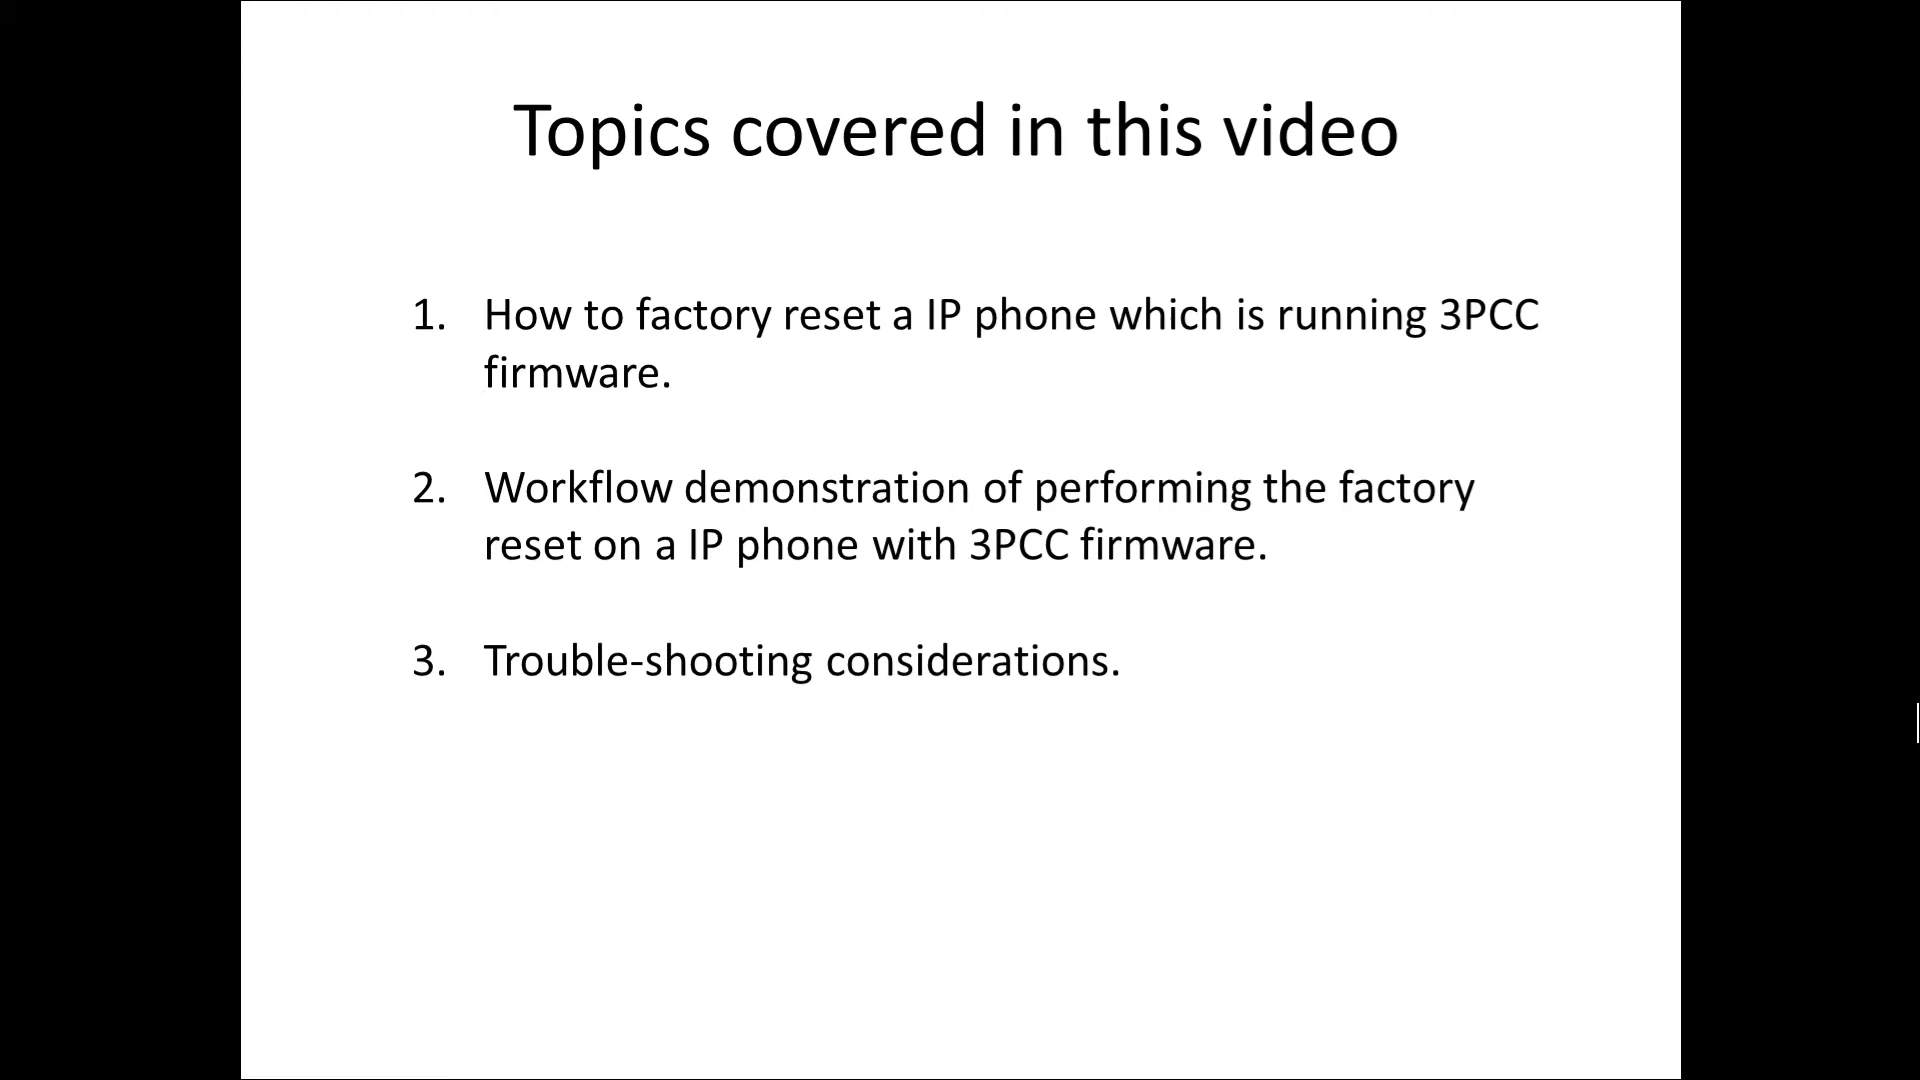 Topics covered in this video
1. How to factory reset a IP phone which is running 3PCC
firmware.
2. Workflow demonstration of performing the factory
reset on a IP phone with 3PCC firmware.
3. Trouble-shooting considerations.